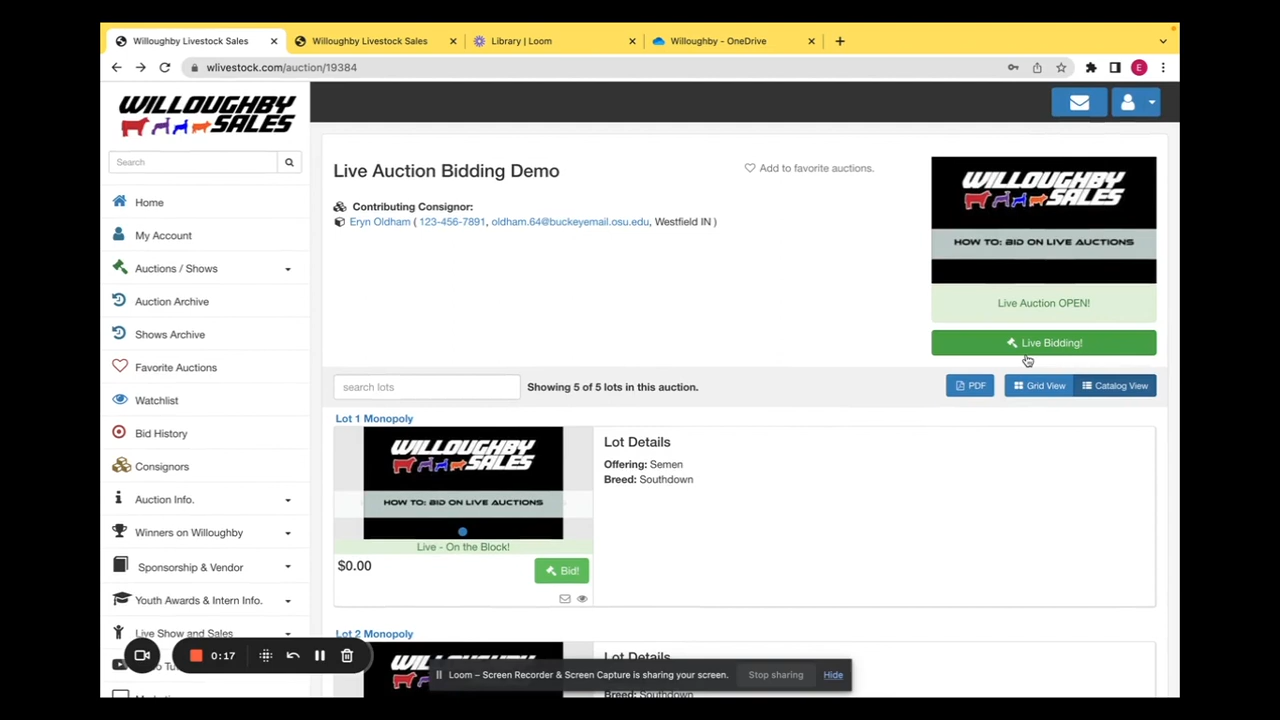 Willoughby Livestock Sales
Willoughby Livestock Sales
Library | Loom
Willoughby - OneDrive
wlivestock.com/auction/19384
E
WILLOUGHBY
SALES
Search
Home
My Account
Auctions / Shows
Auction Archive
Shows Archive
Favorite Auctions
Watchlist
Bid History
Consignors
Auction Info.
Winners on Willoughby
Sponsorship & Vendor
Youth Awards & Intern Info.
Live Show and Sales
Live Auction Bidding Demo
Add to favorite auctions.
Contributing Consignor:
Eryn Oldham ( 123-456-7891, oldham.64@buckeyemail.osu.edu, Westfield IN )
WILLOUGHBY
SALES
HOW TO: BID ON LIVE AUCTIONS
Live Auction OPEN!
Live Bidding!
search lots
Showing 5 of 5 lots in this auction.
PDF
Grid View
Catalog View
Lot 1 Monopoly
WILLOUGHBY
SALES
HOW TO: BID ON LIVE AUCTIONS
Live - On the Block!
$0.00
Bid!
Lot Details
Offering: Semen
Breed: Southdown
Lot 2 Monopoly
WILLOUGHBY
Lot Details
Southdown
0:17
Loom – Screen Recorder & Screen Capture is sharing your screen.
Stop sharing
Hide